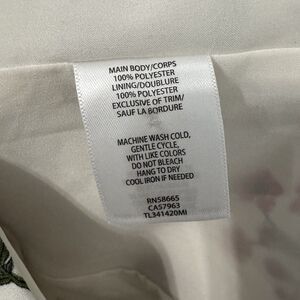 MAIN BODY/CORPS
100% POLYESTER
LINING/DOUBLURE
100% POLYESTER
EXCLUSIVE OF TRIM/
SAUF LA BORDURE
MACHINE WASH COLD,
GENTLE CYCLE,
WITH LIKE COLORS
DO NOT BLEACH
HANG TO DRY
COOL IRON IF NEEDED
RN58665
CA57963
TL341420MI